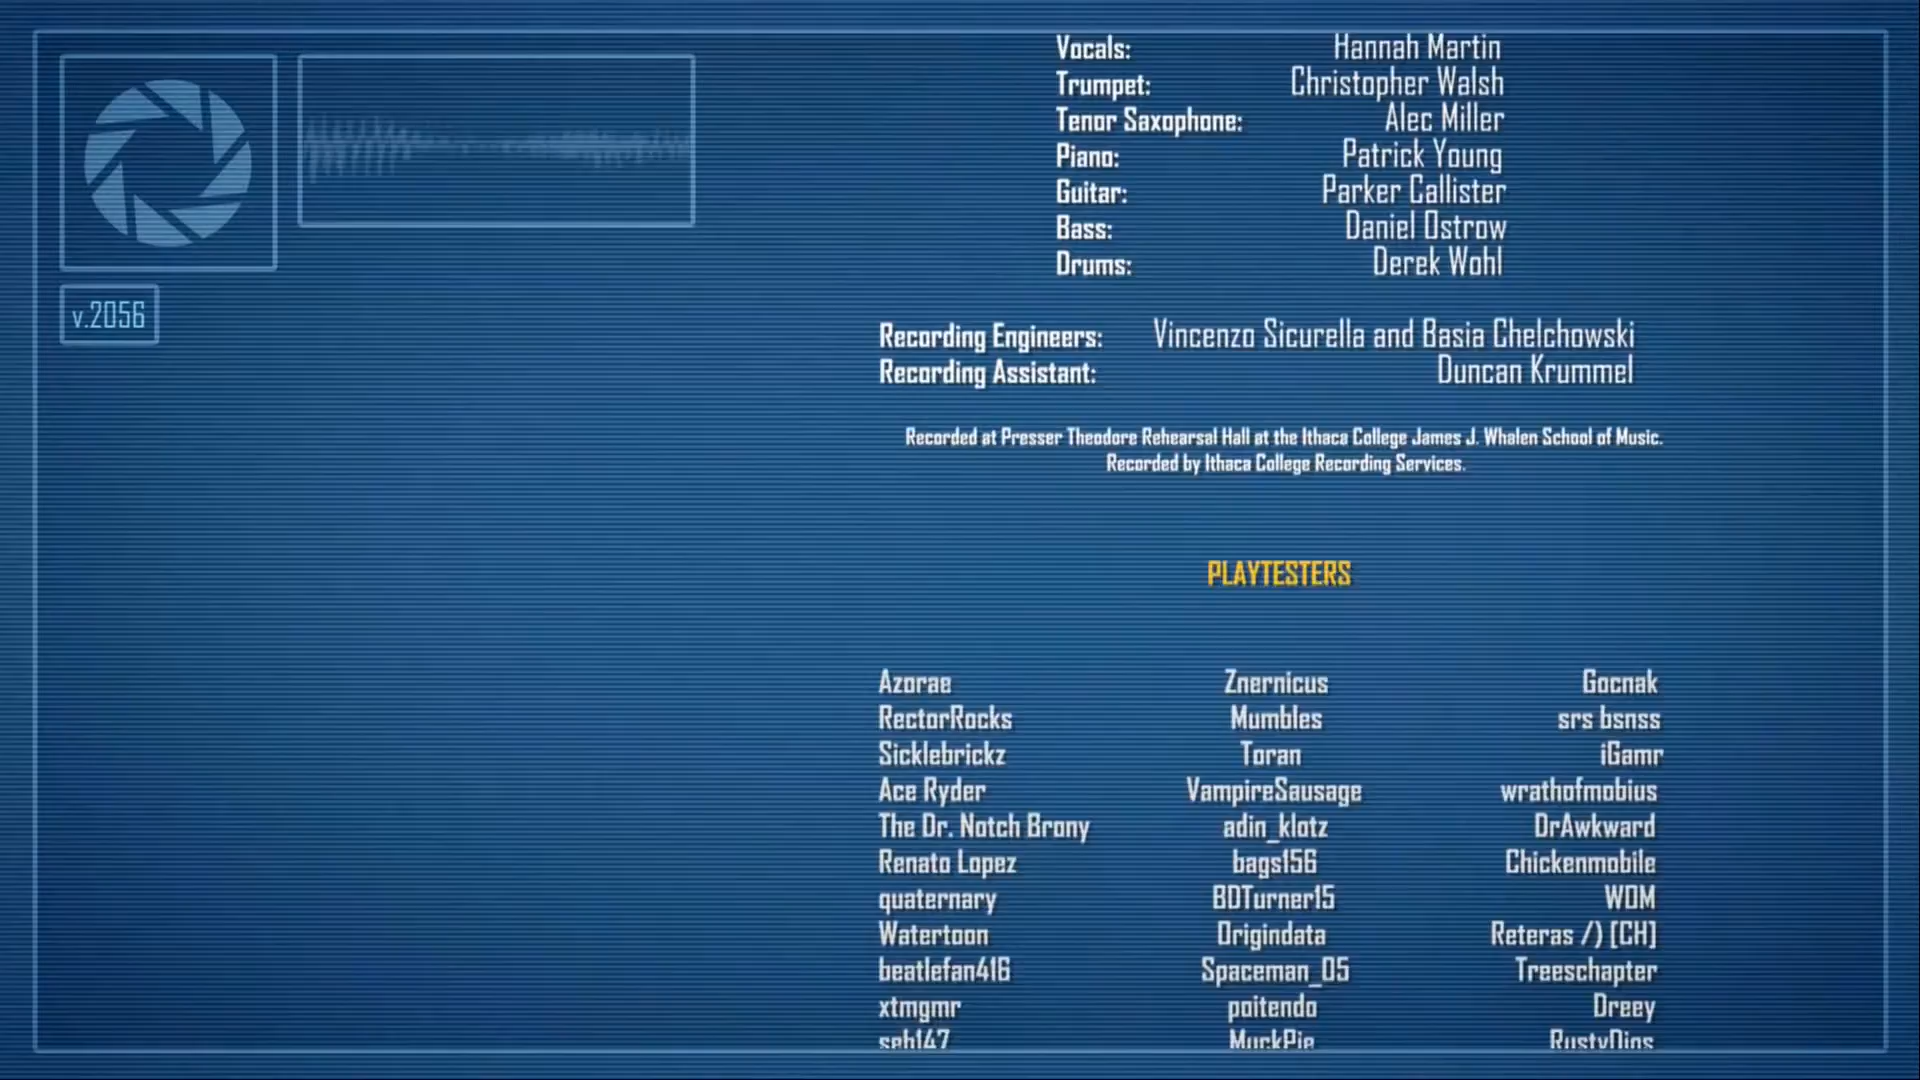 Vocals: Hannah Martin
Trumpet: Christopher Walsh
Tenor Saxophone: Alec Miller
Piano: Patrick Young
Guitar: Parker Callister
Bass: Daniel Ostrow
Drums: Derek Wohl
v.2056
Recording Engineers: Vincenzo Sicurella and Basia Chelchowski
Recording Assistant: Duncan Krummel
Recorded at Presser Theodore Rehearsal Hall at the Ithaca College James J. Whalen School of Music.
Recorded by Ithaca College Recording Services.
PLAYTESTERS
Azorae Znernicus Gocnak
RectorRocks Mumbles srs bsnss
Sicklebrickz Toran iGamr
Ace Ryder VampireSausage wrathofmobius
The Dr. Notch Brony adin_klotz DrAwkward
Renato Lopez bags156 Chickenmobile
quaternary BDTurner15 WOM
Watertoon Origindata Reteras /) [CH]
beatlefan416 Spaceman_05 Treeschapter
xtmgmr poitendo Dreey
seh147 MuckPie RustyDios